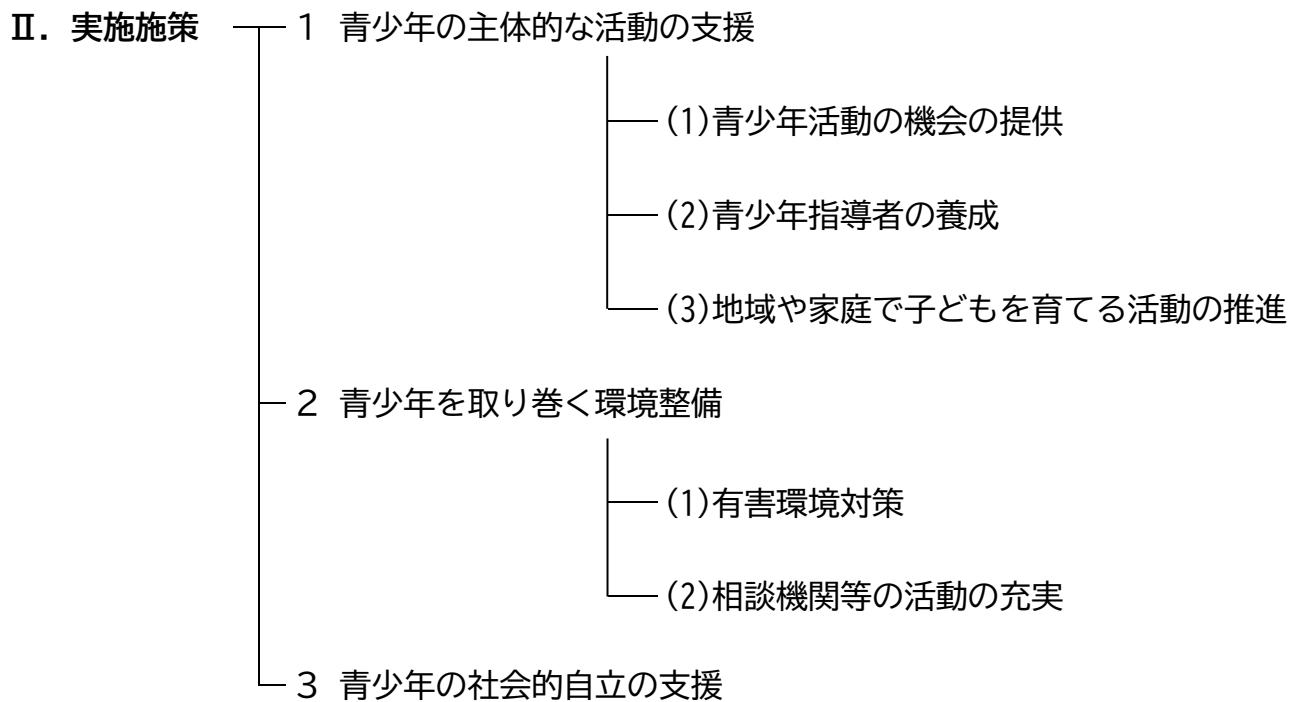 Ⅱ. 実施施策 1 青少年の主体的な活動の支援
(1)青少年活動の機会の提供
(2)青少年指導者の養成
(3)地域や家庭で子どもを育てる活動の推進
2 青少年を取り巻く環境整備
(1)有害環境対策
(2)相談機関等の活動の充実
3 青少年の社会的自立の支援